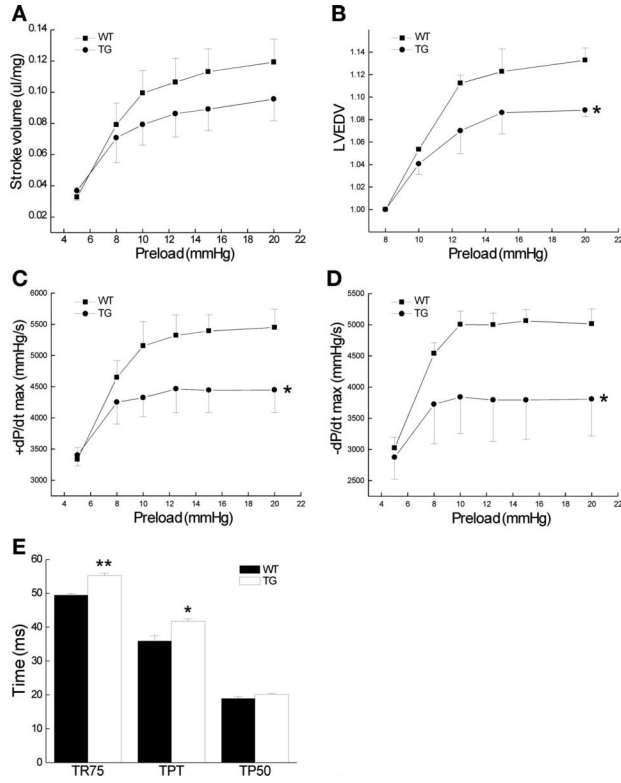 A
WT
TG
Stroke volume (ul/mg)
0.14
0.12
0.10
0.08
0.06
0.04
0.02
4 6 8 10 12 14 16 18 20 22
Preload (mmHg)
B
WT
TG
LVEDV
1.14
1.12
1.10
1.08
1.06
1.04
1.02
1.00
*
8 10 12 14 16 18 20 22
Preload (mmHg)
C
WT
TG
+dP/dt max (mmHg/s)
6000
5500
5000
4500
4000
3500
3000
*
4 6 8 10 12 14 16 18 20 22
Preload (mmHg)
D
WT
TG
-dP/dt max (mmHg/s)
5500
5000
4500
4000
3500
3000
2500
*
4 6 8 10 12 14 16 18 20 22
Preload (mmHg)
E
WT
TG
Time (ms)
60
50
40
30
20
10
0
**
*
TR75 TPT TP50